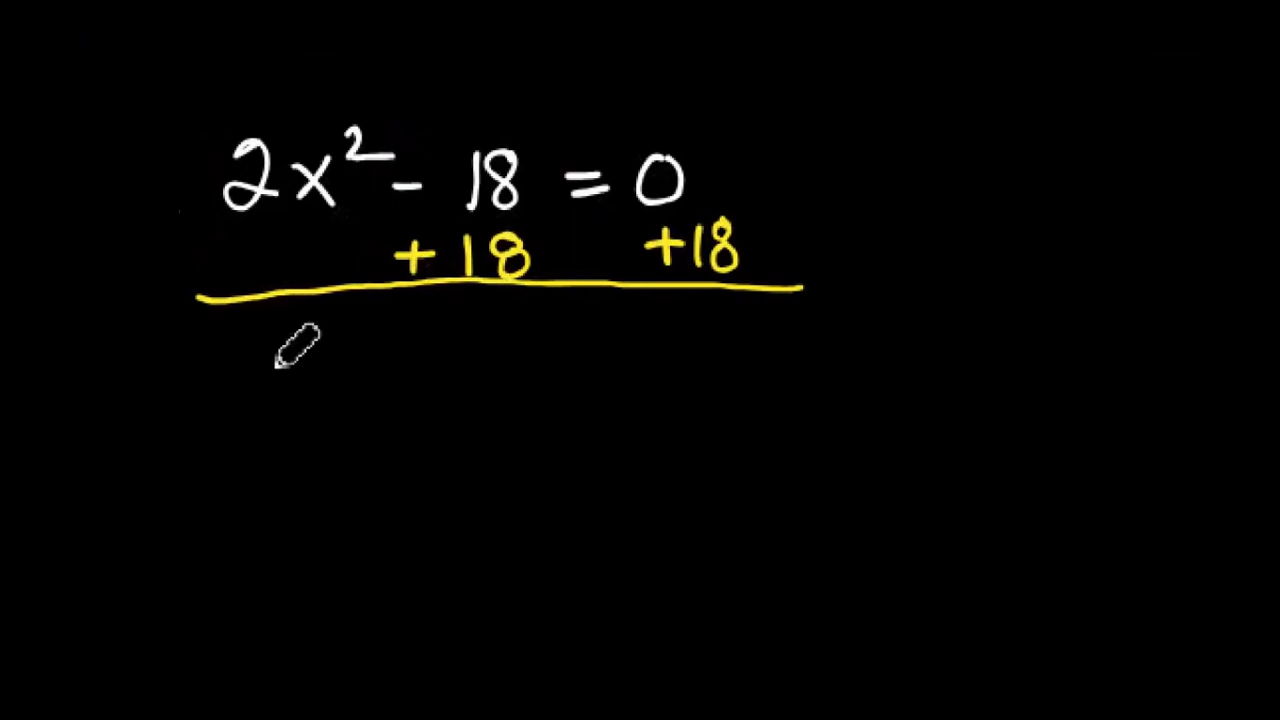 2x² - 18 = 0
+ 18 +18